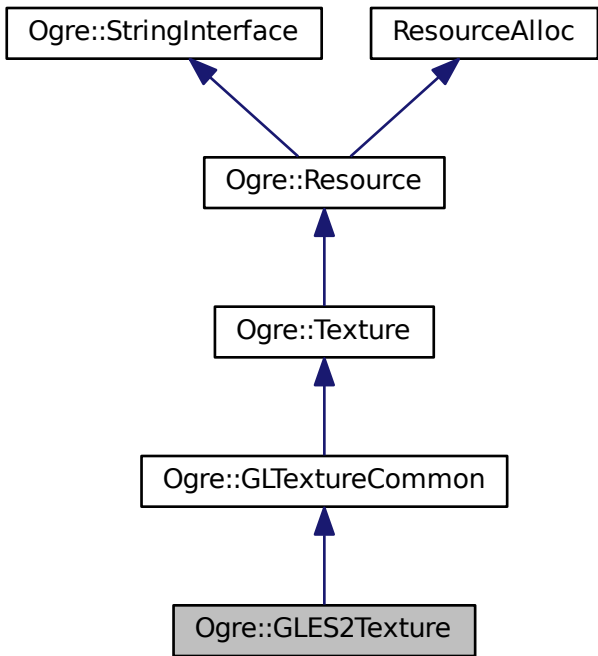 Ogre::StringInterface
ResourceAlloc
Ogre::Resource
Ogre::Texture
Ogre::GLTextureCommon
Ogre::GLES2Texture